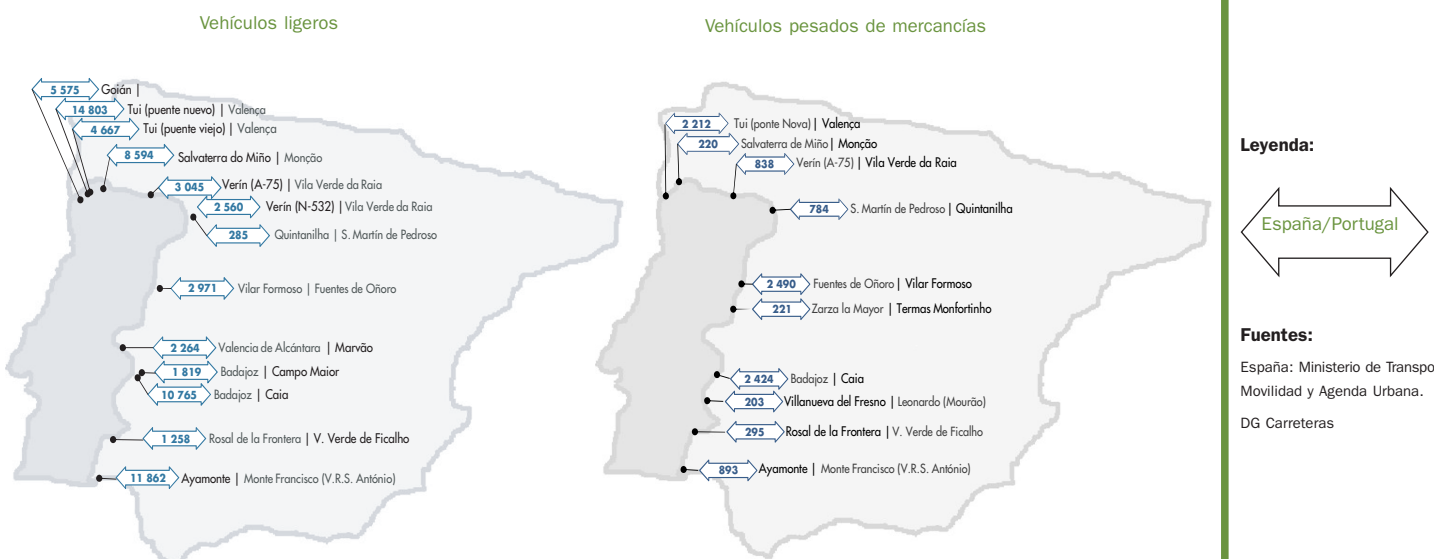 Vehículos ligeros
5 575 Goián |
14 803 Tui (puente nuevo) | Valença
4 667 Tui (puente viejo) | Valença
8 594 Salvaterra do Miño | Monção
3 045 Verín (A-75) | Vila Verde da Raia
2 560 Verín (N-532) | Vila Verde da Raia
285 Quintanilha | S. Martín de Pedroso
2 971 Vilar Formoso | Fuentes de Oñoro
2 264 Valencia de Alcántara | Marvão
1 819 Badajoz | Campo Maior
10 765 Badajoz | Caia
1 258 Rosal de la Frontera | V. Verde de Ficalho
11 862 Ayamonte | Monte Francisco (V.R.S. António)
Vehículos pesados de mercancías
2 212 Tui (ponte Nova) | Valença
220 Salvaterra de Miño | Monção
838 Verín (A-75) | Vila Verde da Raia
784 S. Martín de Pedroso | Quintanilha
2 490 Fuentes de Oñoro | Vilar Formoso
221 Zarza la Mayor | Termas Monfortinho
2 424 Badajoz | Caia
203 Villanueva del Fresno | Leonardo (Mourão)
295 Rosal de la Frontera | V. Verde de Ficalho
893 Ayamonte | Monte Francisco (V.R.S. António)
Leyenda:
España/Portugal
Fuentes:
España: Ministerio de Transpo
Movilidad y Agenda Urbana.
DG Carreteras